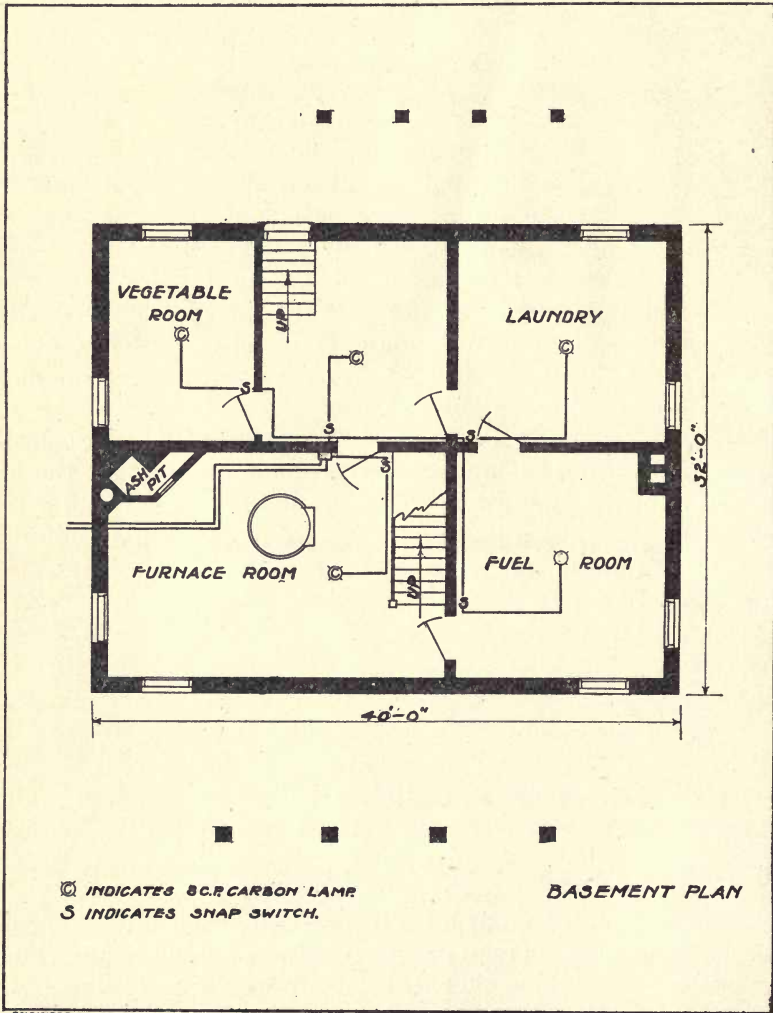 VEGETABLE
ROOM
UP
LAUNDRY
C
C
C
S
S
S
ASH
PIT
S
32'-0"
FURNACE ROOM
C
UP
FUEL ROOM
S
40'-0"
C INDICATES 8 C.P. CARBON LAMP.
S INDICATES SNAP SWITCH.
BASEMENT PLAN